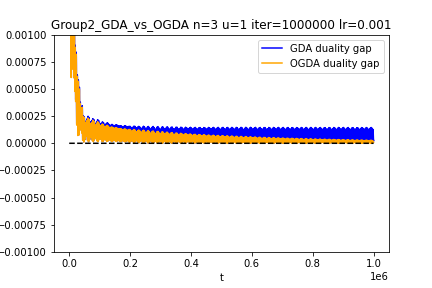 Group2_GDA_vs_OGDA n=3 u=1 iter=1000000 lr=0.001
0.00100
0.00075
0.00050
0.00025
0.00000
0.00025
0.00050
0.00075
0.00100
GDA duality gap
OGDA duality gap
0.0 0.2 0.4 0.6 0.8 1.0
1e6
t